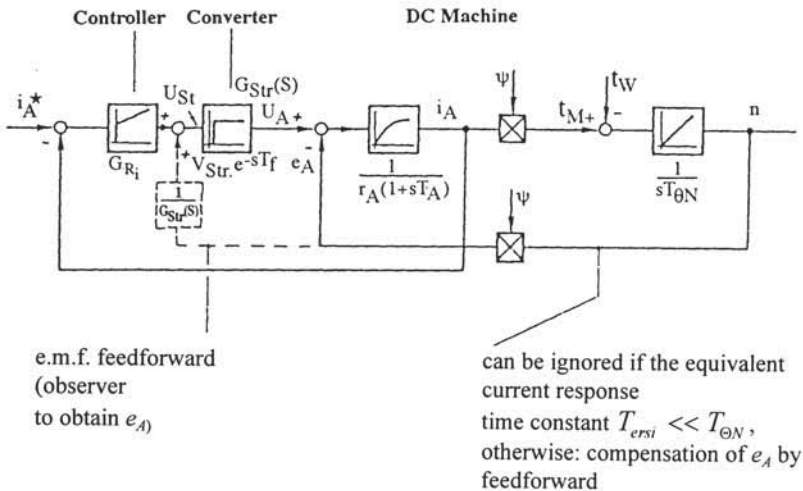 Controller Converter DC Machine
G_Str(S)
ψ
t_W
i_A*
U_St
U_A
+
i_A
t_M+
-
n
-
+
G_Ri
+
V_Str. e^-sT_f
-
e_A
1
r_A(1+sT_A)
1
sT_ΘN
1
G_Str(S)
ψ
e.m.f. feedforward
(observer
to obtain e_A)
can be ignored if the equivalent
current response
time constant T_ersi << T_ΘN ,
otherwise: compensation of e_A by
feedforward